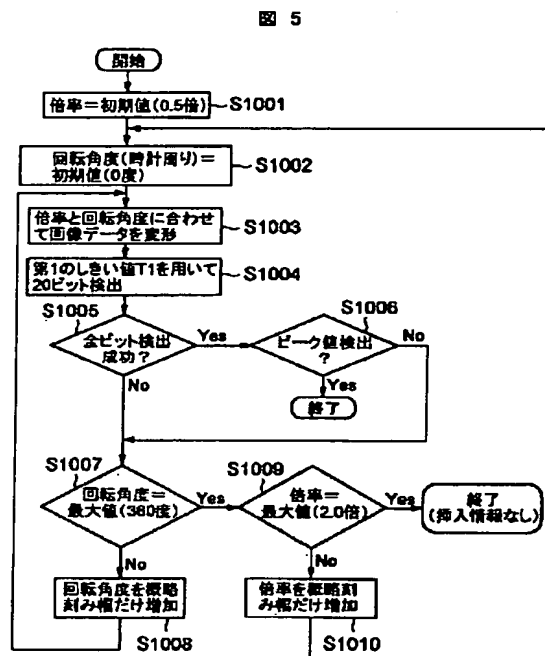 図 5
開始
倍率=初期値(0.5倍)
S1001
回転角度(時計周り)=
初期値(0度)
S1002
倍率と回転角度に合わせ
て画像データを変形
S1003
第1のしきい値T1を用いて
20ビット検出
S1004
S1005
全ビット検出
成功?
Yes
No
S1006
ピーク値検出
?
No
Yes
終了
S1007
回転角度=
最大値(360度)
Yes
No
S1009
倍率=
最大値(2.0倍)
Yes
No
終了
(挿入情報なし)
回転角度を概略
刻み幅だけ増加
S1008
倍率を概略刻
み幅だけ増加
S1010